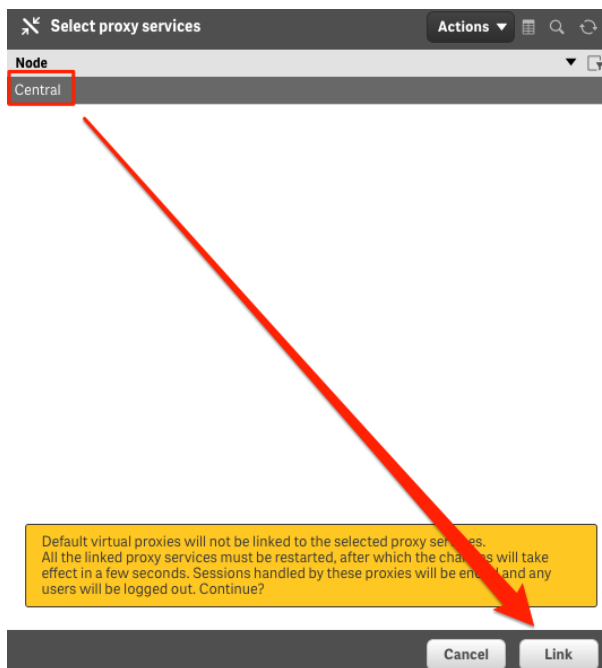 Select proxy services
Actions
Node
Central
Default virtual proxies will not be linked to the selected proxy services.
All the linked proxy services must be restarted, after which the changes will take
effect in a few seconds. Sessions handled by these proxies will be ended and any
users will be logged out. Continue?
Cancel
Link